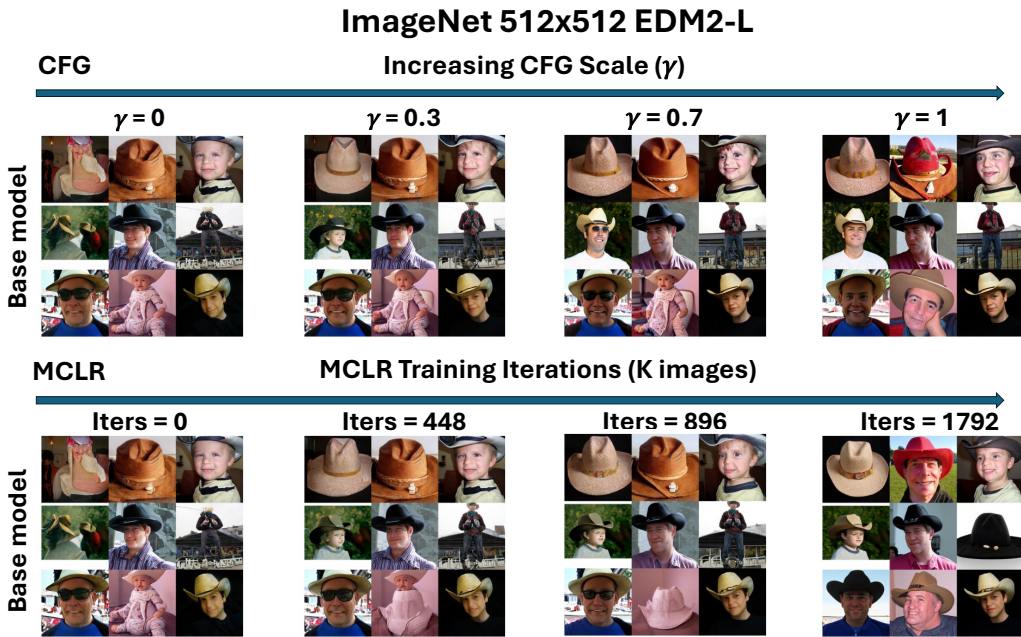 ImageNet 512x512 EDM2-L
CFG
Increasing CFG Scale (γ)
γ = 0
γ = 0.3
γ = 0.7
γ = 1
Base model
MCLR
MCLR Training Iterations (K images)
Iters = 0
Iters = 448
Iters = 896
Iters = 1792
Base model